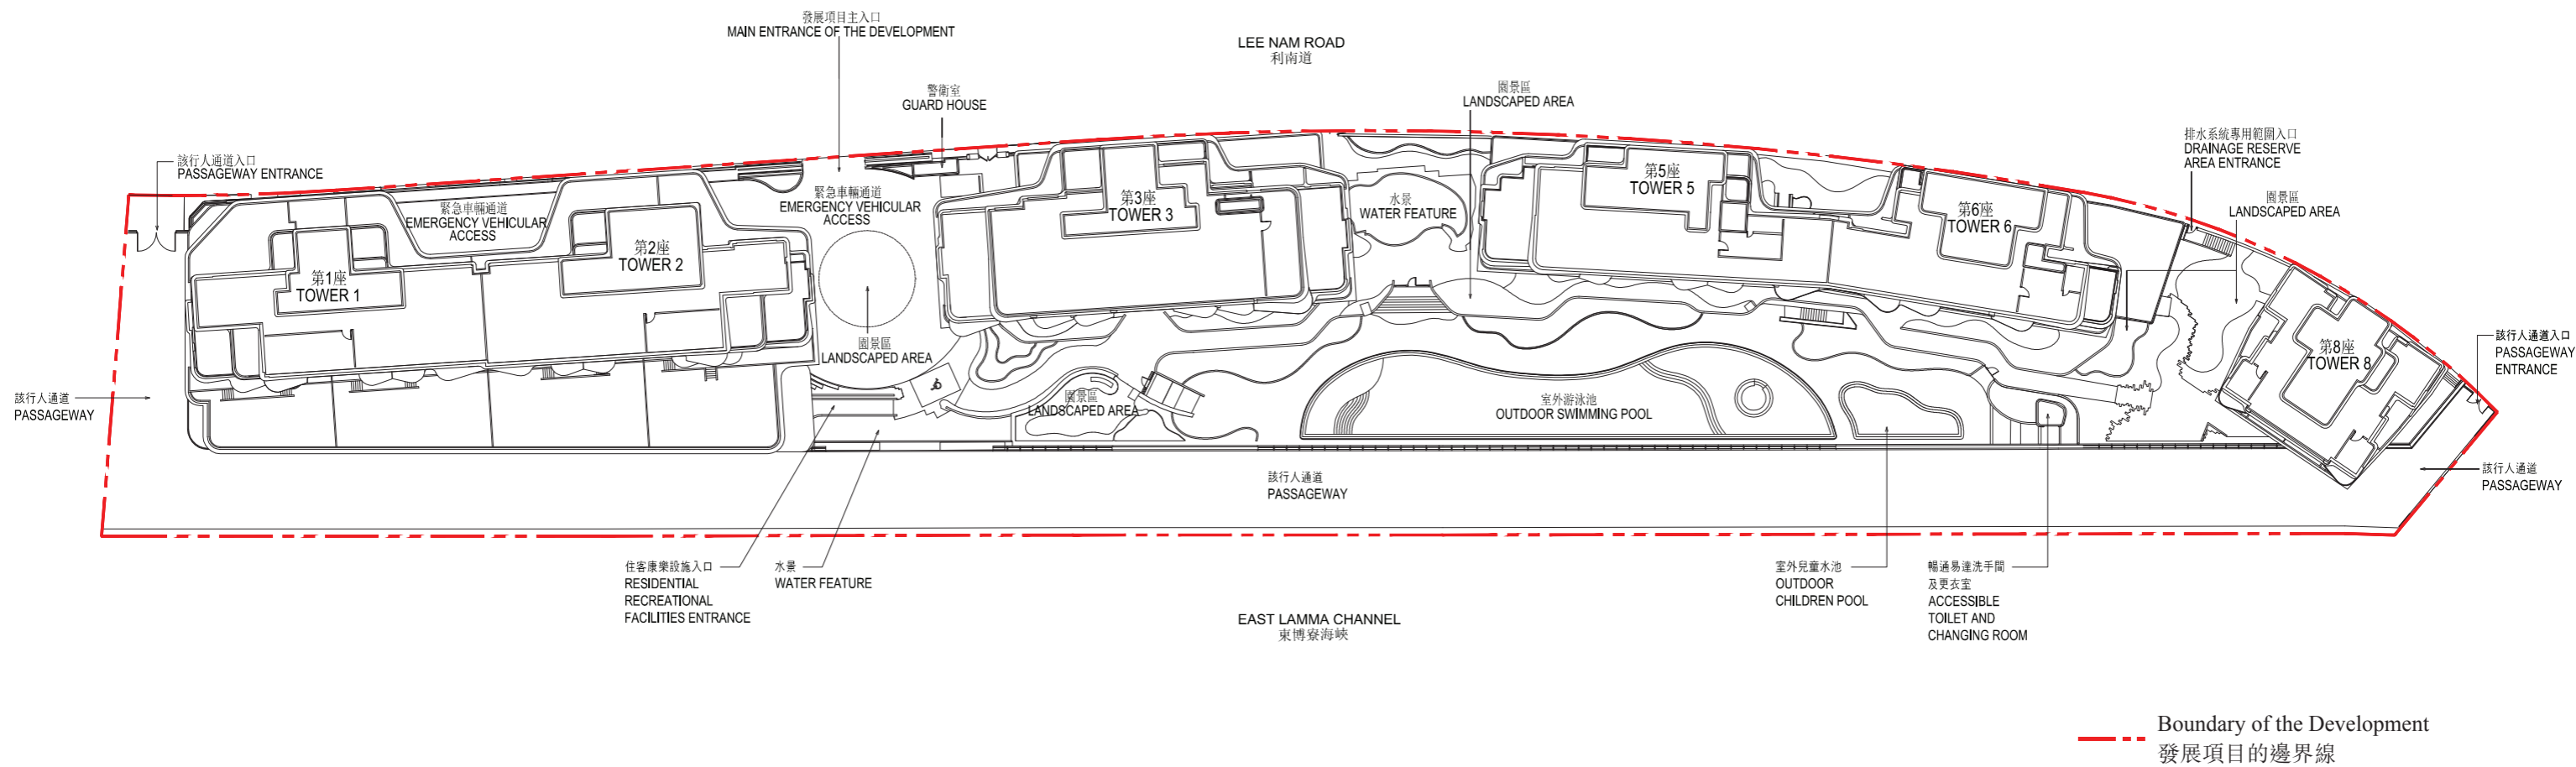 發展項目主入口
MAIN ENTRANCE OF THE DEVELOPMENT
LEE NAM ROAD
利南道
警衛室
GUARD HOUSE
園景區
LANDSCAPED AREA
排水系統專用範圍入口
DRAINAGE RESERVE
AREA ENTRANCE
該行人通道入口
PASSAGEWAY ENTRANCE
園景區
LANDSCAPED AREA
緊急車輛通道
EMERGENCY VEHICULAR
ACCESS
緊急車輛通道
EMERGENCY VEHICULAR
ACCESS
第1座
TOWER 1
第2座
TOWER 2
第3座
TOWER 3
水景
WATER FEATURE
第5座
TOWER 5
第6座
TOWER 6
第8座
TOWER 8
該行人通道入口
PASSAGEWAY
ENTRANCE
園景區
LANDSCAPED AREA
該行人通道
PASSAGEWAY
園景區
LANDSCAPED AREA
室外游泳池
OUTDOOR SWIMMING POOL
該行人通道
PASSAGEWAY
該行人通道
PASSAGEWAY
住客康樂設施入口
RESIDENTIAL
RECREATIONAL
FACILITIES ENTRANCE
水景
WATER FEATURE
室外兒童水池
OUTDOOR
CHILDREN POOL
暢通易達洗手間
及更衣室
ACCESSIBLE
TOILET AND
CHANGING ROOM
EAST LAMMA CHANNEL
東博寮海峽
Boundary of the Development
發展項目的邊界線